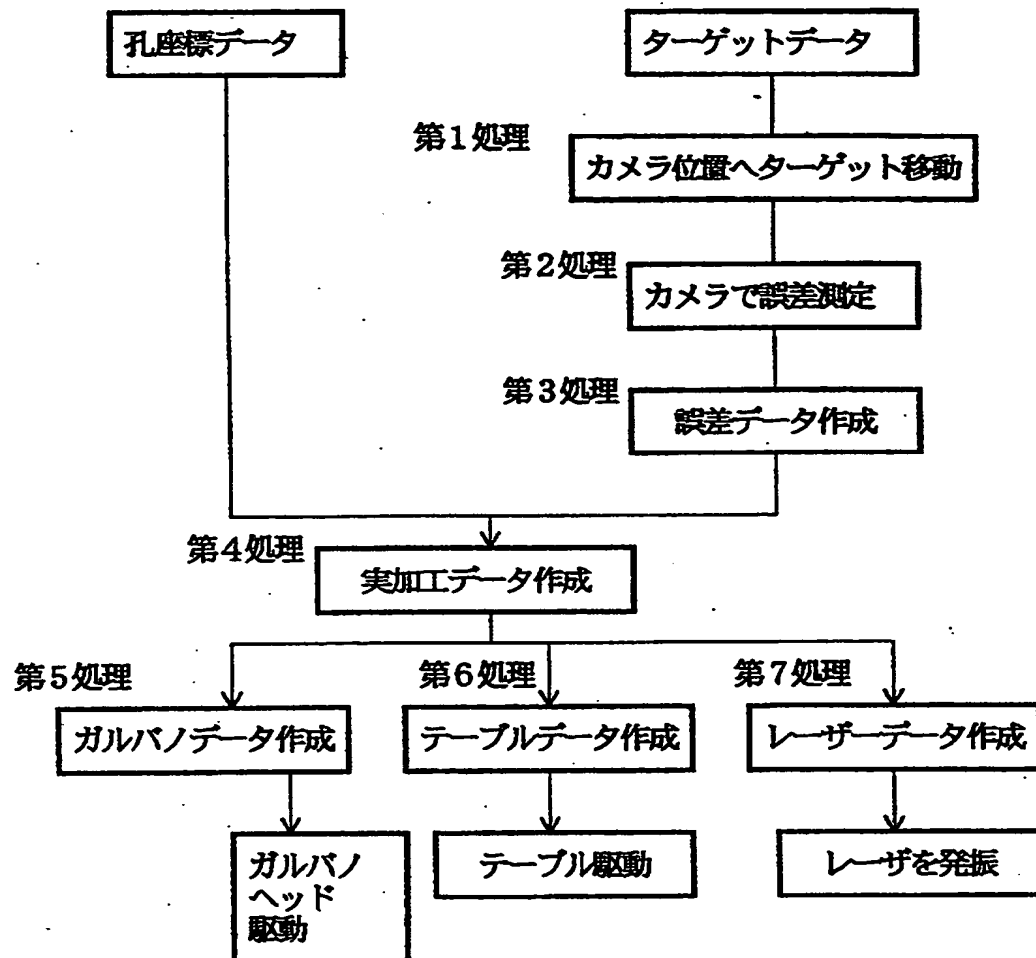 孔座標データ
ターゲットデータ
第1処理
カメラ位置へターゲット移動
第2処理
カメラで誤差測定
第3処理
誤差データ作成
第4処理
実加工データ作成
第5処理
第6処理
第7処理
ガルバノデータ作成
テーブルデータ作成
レーザーデータ作成
ガルバノ
ヘッド
駆動
テーブル駆動
レーザを発振